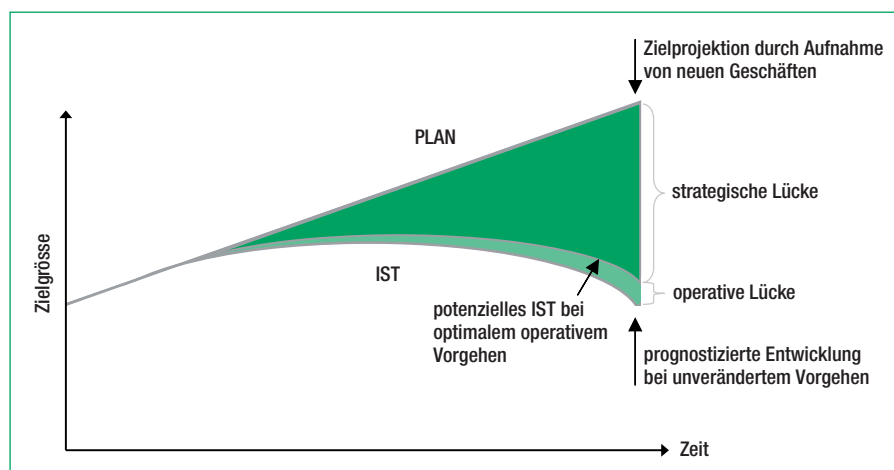 Zielprojektion durch Aufnahme
von neuen Geschäften
PLAN
strategische Lücke
Zielgrösse
IST
operative Lücke
potenzielles IST bei
optimalem operativem
Vorgehen
prognostizierte Entwicklung
bei unverändertem Vorgehen
Zeit